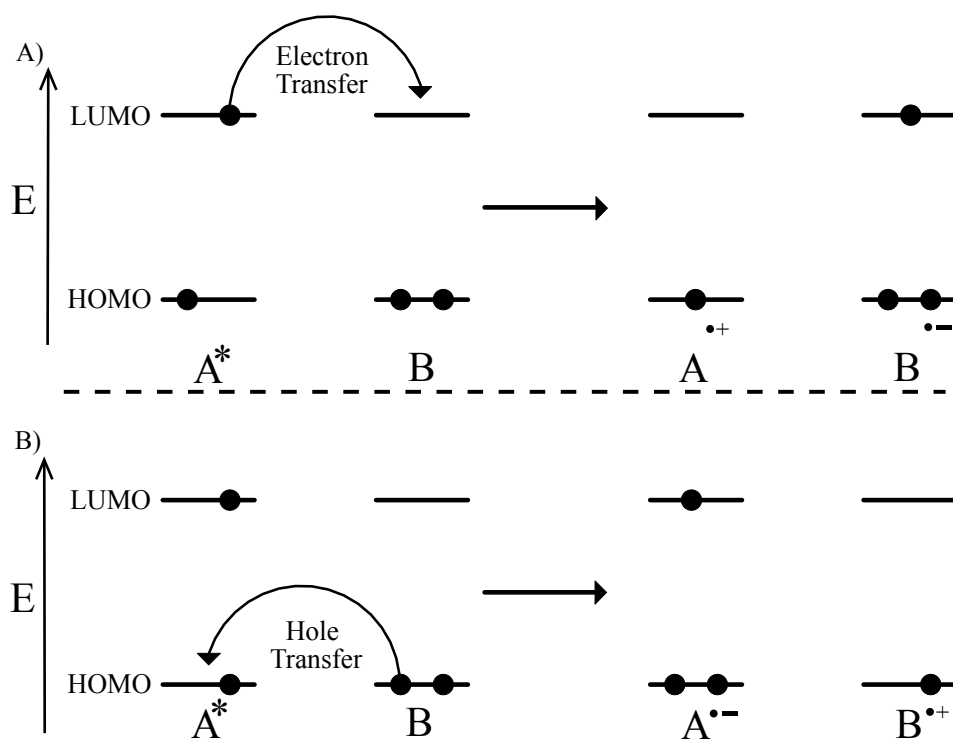 A)
Electron
Transfer
LUMO
E
HOMO
•+
•−
A* B A B
B)
LUMO
E
Hole
Transfer
HOMO
A* B A•− B•+